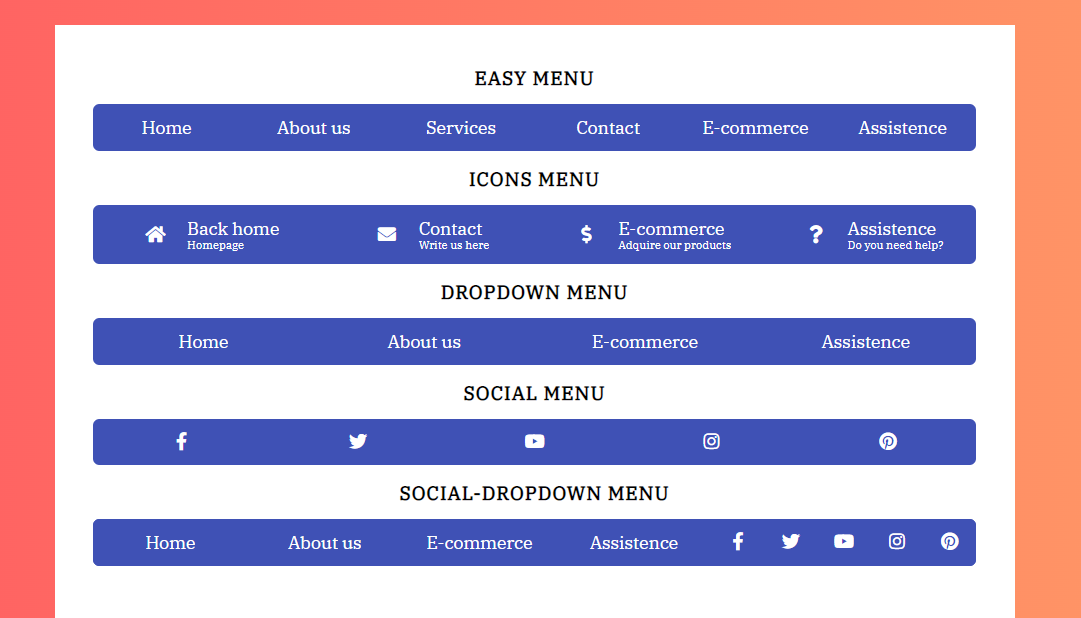 EASY MENU
Home About us Services Contact E-commerce Assistence
ICONS MENU
Back home Contact E-commerce Assistence
Homepage Write us here Adquire our products Do you need help?
DROPDOWN MENU
Home About us E-commerce Assistence
SOCIAL MENU
SOCIAL-DROPDOWN MENU
Home About us E-commerce Assistence